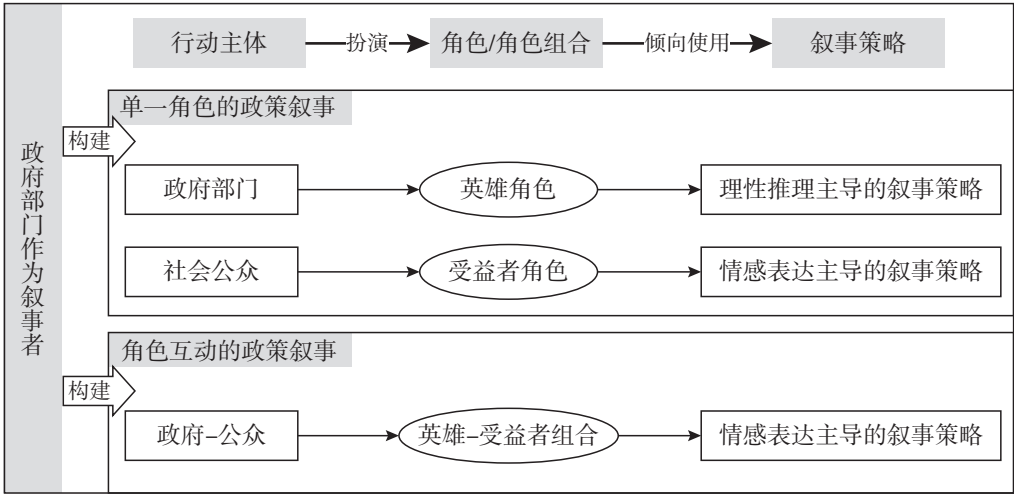 政府部门作为叙事者
行动主体
扮演
角色/角色组合
倾向使用
叙事策略
构建
单一角色的政策叙事
政府部门
英雄角色
理性推理主导的叙事策略
社会公众
受益者角色
情感表达主导的叙事策略
构建
角色互动的政策叙事
政府–公众
英雄–受益者组合
情感表达主导的叙事策略